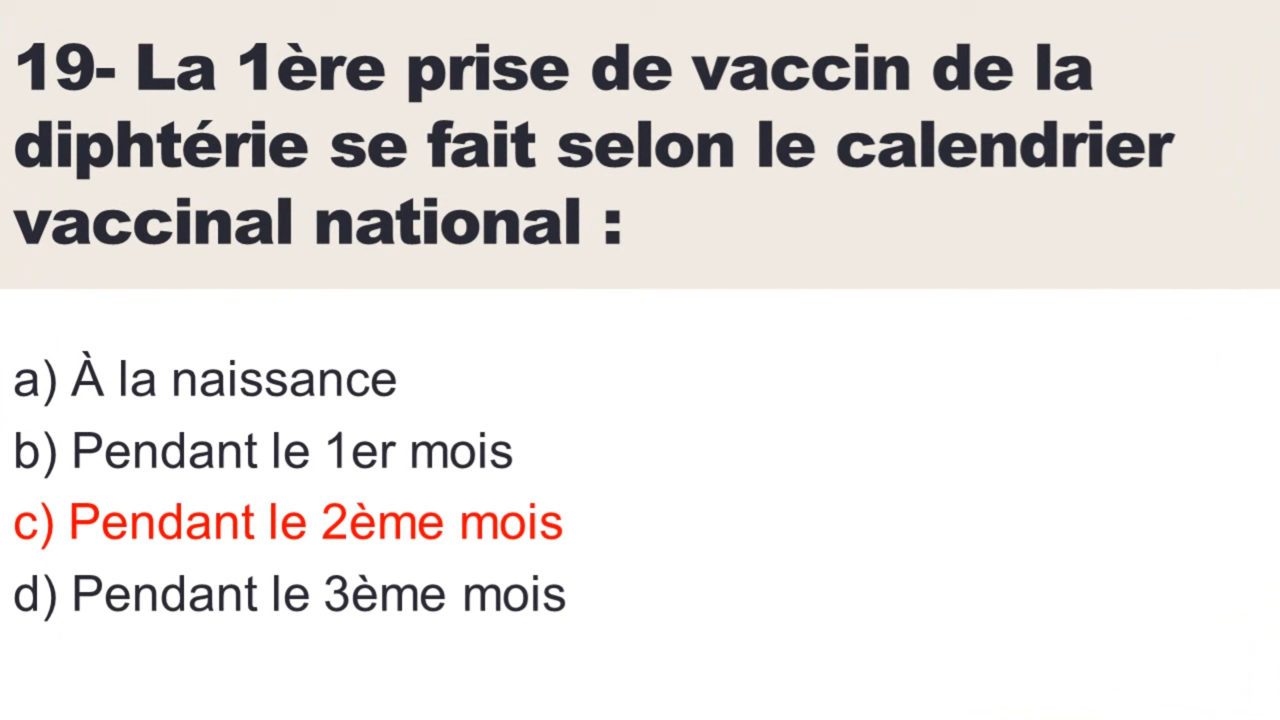 19- La 1ère prise de vaccin de la
diphtérie se fait selon le calendrier
vaccinal national :
a) À la naissance
b) Pendant le 1er mois
c) Pendant le 2ème mois
d) Pendant le 3ème mois